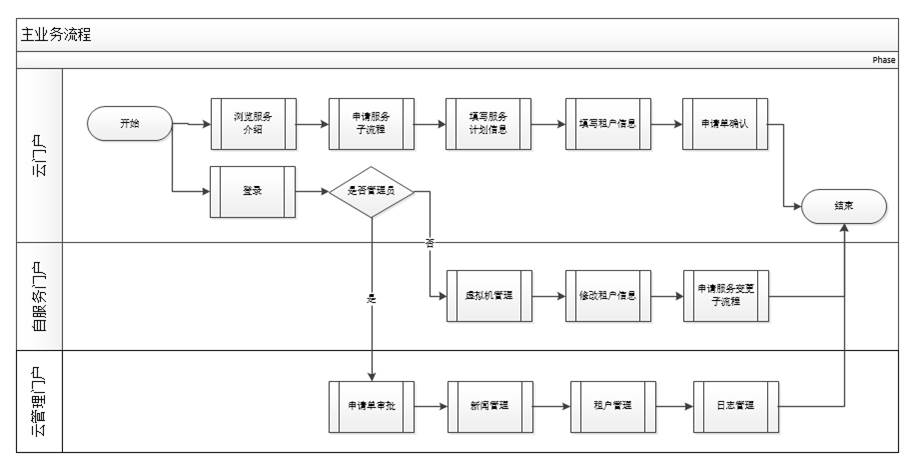 主业务流程
Phase
云门户
开始
浏览服务
介绍
申请服务
子流程
填写服务
计划信息
填写租户信息
申请单确认
登录
是否管理员
结束
否
自服务门户
虚拟机管理
修改租户信息
申请服务变更
子流程
是
云管理门户
申请单审批
新闻管理
租户管理
日志管理